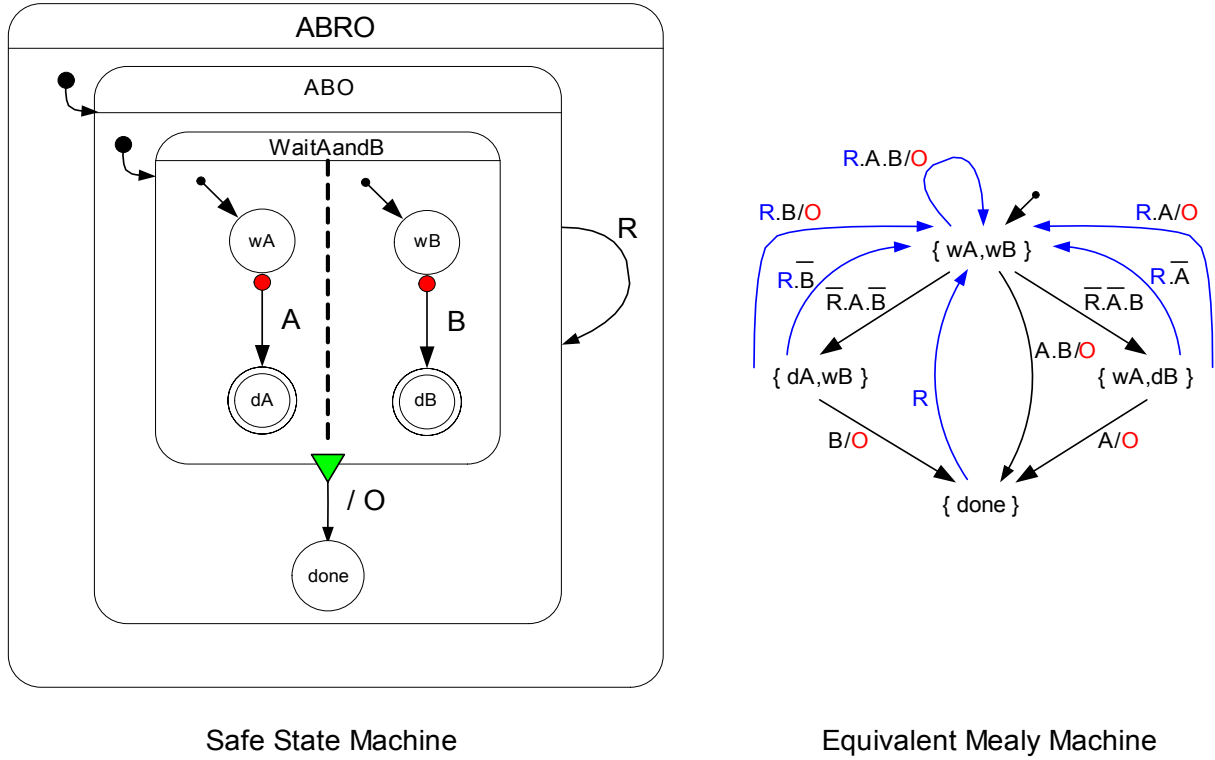 ABRO
ABO
WaitAandB
wA
wB
A
B
dA
dB
/ O
done
R
Safe State Machine
R.A.B/O
R.B/O
R.A/O
{ wA,wB }
R.B̅
R.A̅
R̅.A.B̅
R̅.A̅.B
A.B/O
{ dA,wB }
{ wA,dB }
R
B/O
A/O
{ done }
Equivalent Mealy Machine